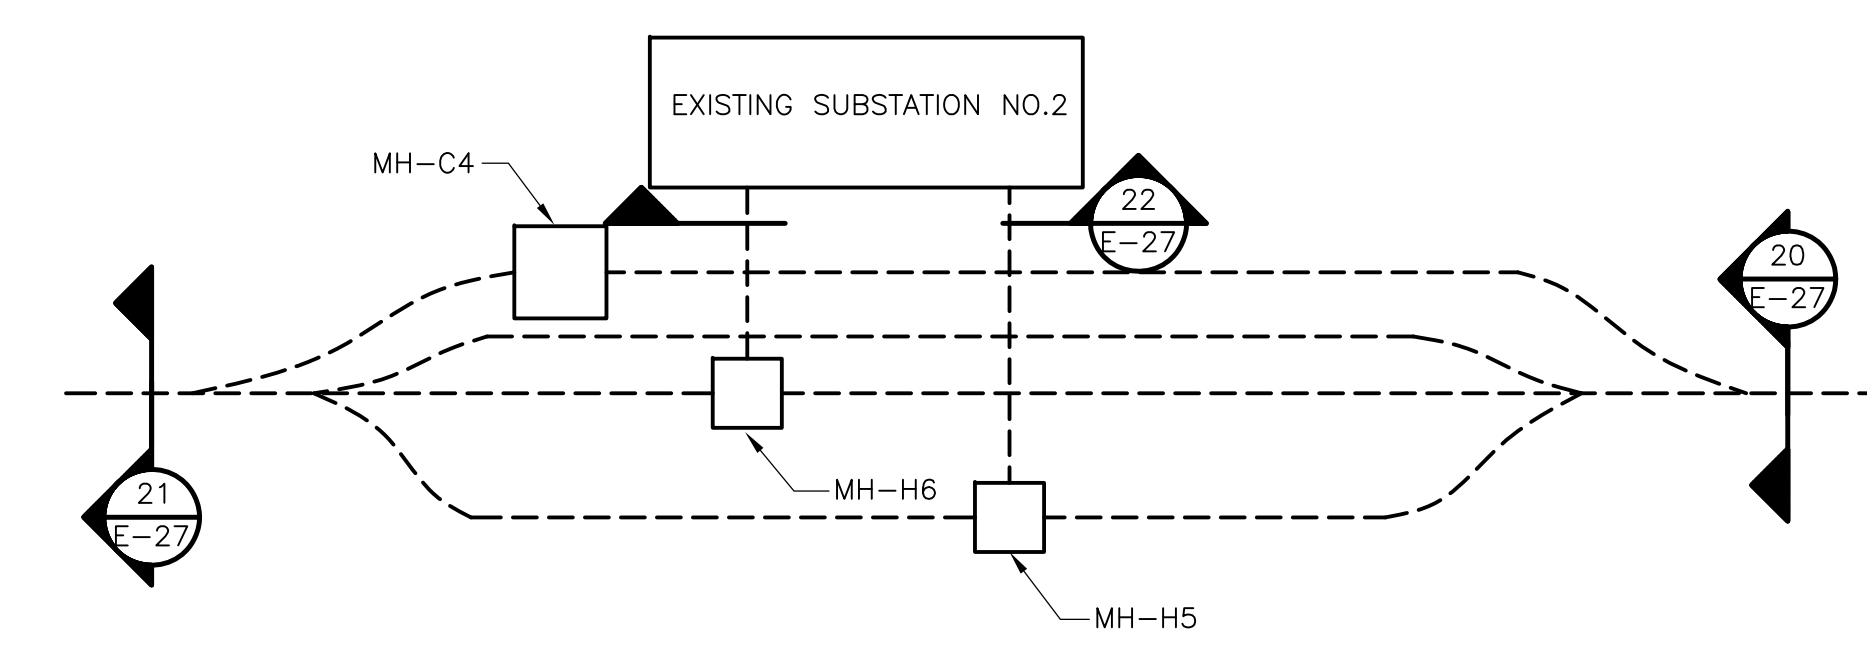 EXISTING SUBSTATION NO.2
MH-C4
22
E-27
20
E-27
21
E-27
MH-H6
MH-H5